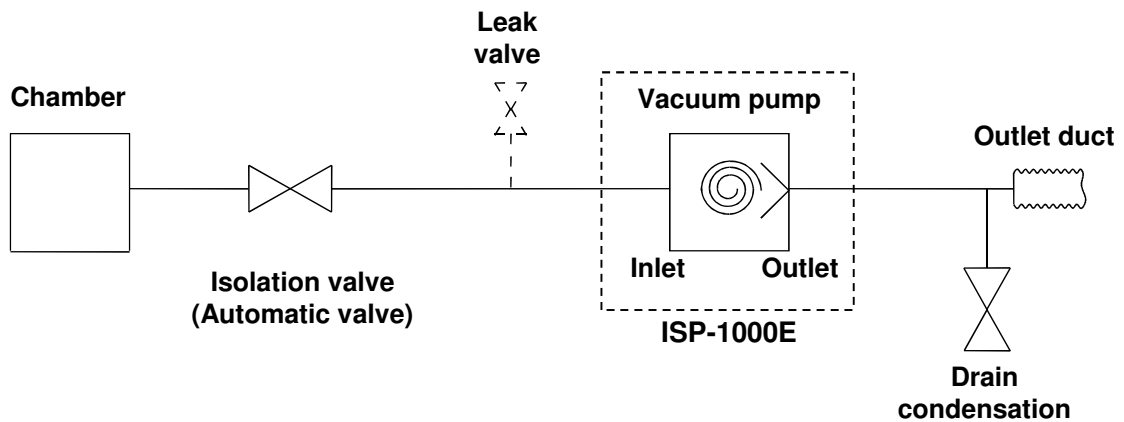 Leak
valve
Chamber
Vacuum pump
Outlet duct
Inlet
Outlet
Isolation valve
(Automatic valve)
ISP-1000E
Drain
condensation